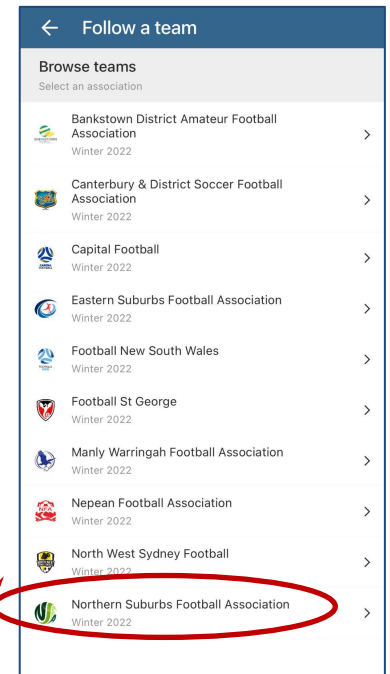 Follow a team
Browse teams
Select an association
Bankstown District Amateur Football
Association
Winter 2022
Canterbury & District Soccer Football
Association
Winter 2022
Capital Football
Winter 2022
Eastern Suburbs Football Association
Winter 2022
Football New South Wales
Winter 2022
Football St George
Winter 2022
Manly Warringah Football Association
Winter 2022
Nepean Football Association
Winter 2022
North West Sydney Football
Winter 2022
Northern Suburbs Football Association
Winter 2022